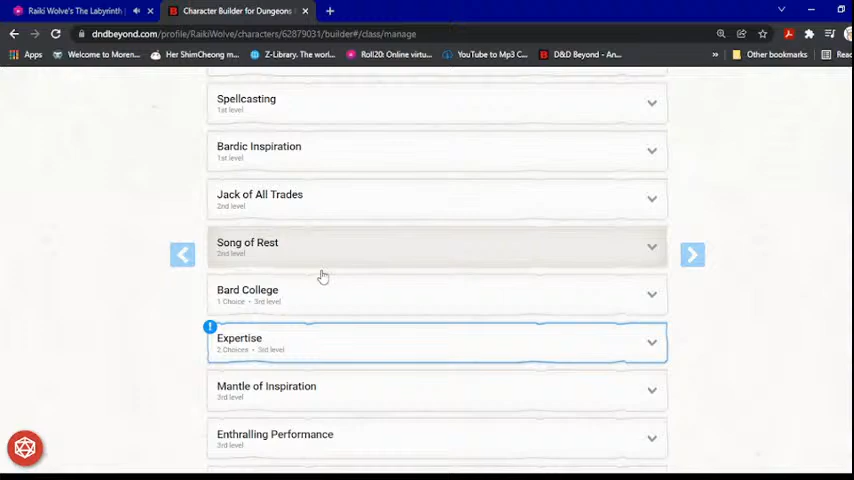 Raiki Wolve's The Labyrinth
Character Builder for Dungeons
dndbeyond.com/profile/RaikiWolve/characters/62879031/builder#/class/manage
Apps
Welcome to Moren...
Her ShimCheong m...
Z-Library. The worl...
Roll20: Online virtu...
YouTube to Mp3 C...
D&D Beyond - An...
Other bookmarks
Spellcasting
1st level
Bardic Inspiration
1st level
Jack of All Trades
2nd level
Song of Rest
2nd level
Bard College
1 Choice • 3rd level
Expertise
2 Choices • 3rd level
Mantle of Inspiration
3rd level
Enthralling Performance
3rd level